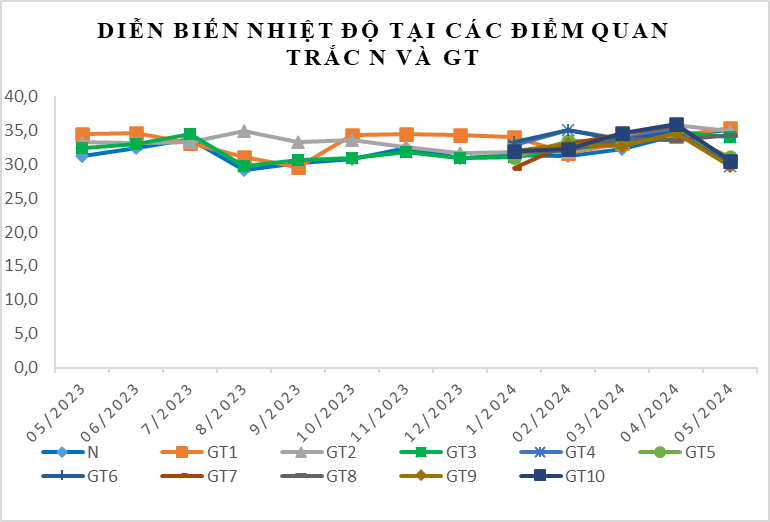 DIỄN BIẾN NHIỆT ĐỘ TẠI CÁC ĐIỂM QUAN
TRẮC N VÀ GT
40,0
35,0
30,0
25,0
20,0
15,0
10,0
5,0
0,0
05/2023 06/2023 7/2023 8/2023 9/2023 10/2023 11/2023 12/2023 1/2024 02/2024 03/2024 04/2024 05/2024
N GT1 GT2 GT3 GT4 GT5
GT6 GT7 GT8 GT9 GT10